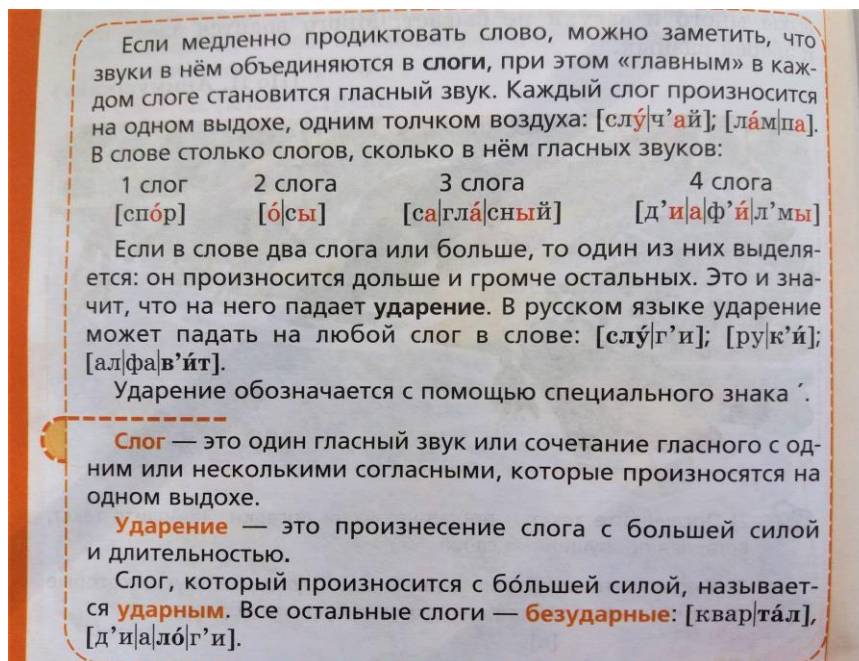 Если медленно продиктовать слово, можно заметить, что
звуки в нём объединяются в слоги, при этом «главным» в каж-
дом слоге становится гласный звук. Каждый слог произносится
на одном выдохе, одним толчком воздуха: [слу́|ч’ай]; [ла́м|па].
В слове столько слогов, сколько в нём гласных звуков:
1 слог 2 слога 3 слога 4 слога
[спо́р] [о́|сы] [са|гла́|сный] [д’и|а|ф’и́|л’мы]
Если в слове два слога или больше, то один из них выделя-
ется: он произносится дольше и громче остальных. Это и зна-
чит, что на него падает ударение. В русском языке ударение
может падать на любой слог в слове: [слу́|г’и]; [ру|к’и́];
[ал|фа|в’и́т].
Ударение обозначается с помощью специального знака ´.
Слог — это один гласный звук или сочетание гласного с од-
ним или несколькими согласными, которые произносятся на
одном выдохе.
Ударение — это произнесение слога с большей силой
и длительностью.
Слог, который произносится с бо́льшей силой, называет-
ся ударным. Все остальные слоги — безударные: [квар|та́л],
[д’и|а|ло́|г’и].